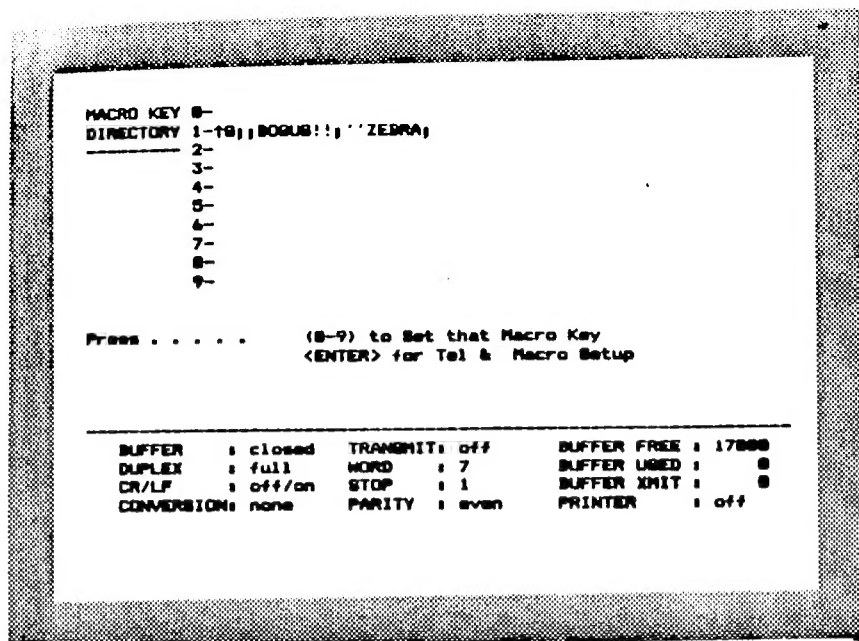 MACRO KEY 0-
DIRECTORY 1-↑Q;;BOGUS!!;''ZEBRA;
2-
3-
4-
5-
6-
7-
8-
9-
Press . . . . . (0-9) to Set that Macro Key
<ENTER> for Tel & Macro Setup
BUFFER : closed TRANSMIT: off BUFFER FREE : 17000
DUPLEX : full WORD : 7 BUFFER USED : 0
CR/LF : off/on STOP : 1 BUFFER XMIT : 0
CONVERSION: none PARITY : even PRINTER : off